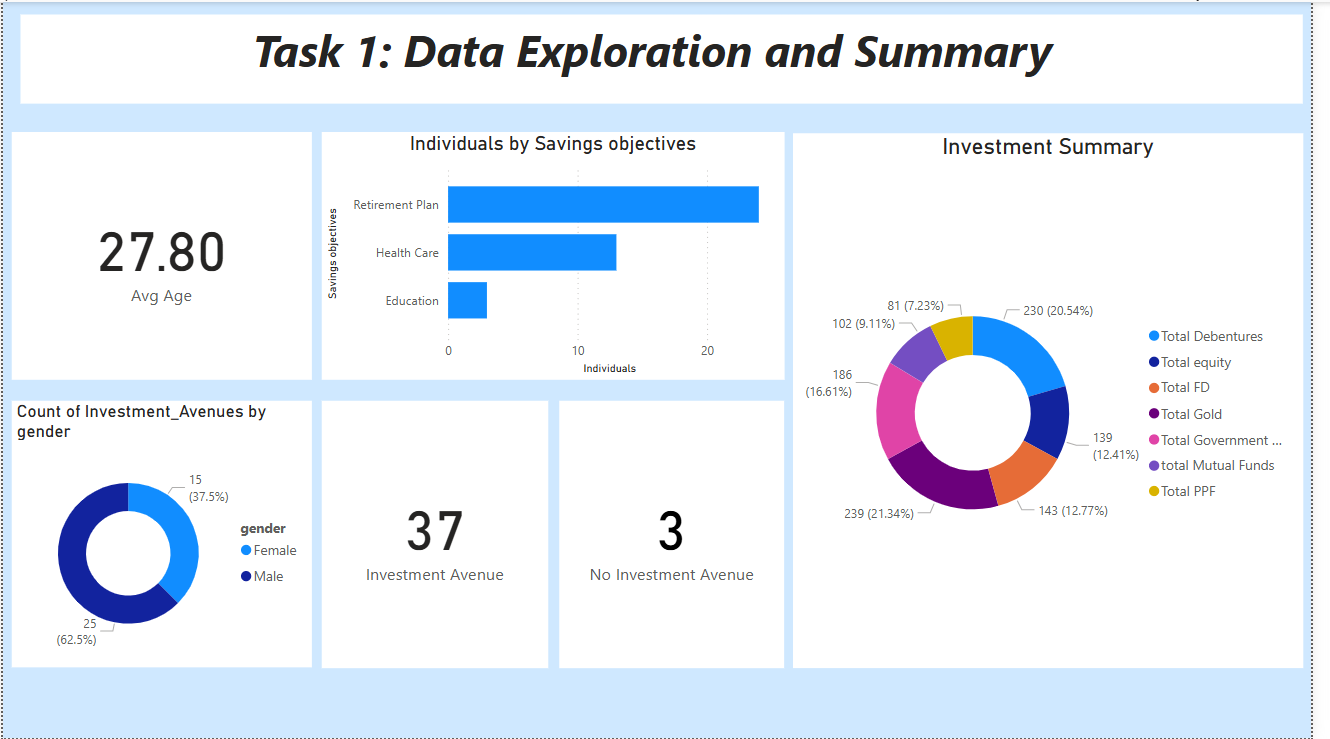 Task 1: Data Exploration and Summary
27.80
Avg Age
Individuals by Savings objectives
Savings objectives
Retirement Plan
Health Care
Education
0 10 20
Individuals
Investment Summary
81 (7.23%)
230 (20.54%)
102 (9.11%)
186
(16.61%)
139
(12.41%)
239 (21.34%)
143 (12.77%)
Total Debentures
Total equity
Total FD
Total Gold
Total Government ...
total Mutual Funds
Total PPF
Count of Investment_Avenues by
gender
15
(37.5%)
25
(62.5%)
gender
Female
Male
37
Investment Avenue
3
No Investment Avenue